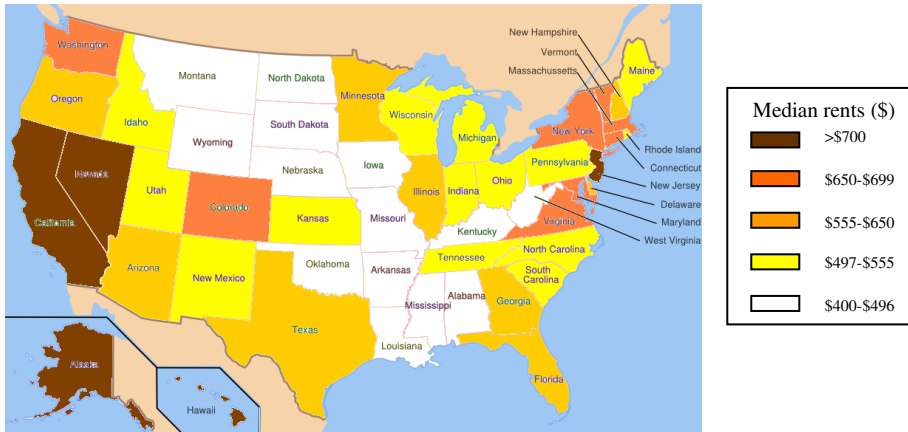 New Hampshire
Vermont
Massachussetts
Washington
Montana
North Dakota
Minnesota
Maine
Oregon
Idaho
Wisconsin
Michigan
New York
South Dakota
Wyoming
Rhode Island
Connecticut
New Jersey
Delaware
Maryland
West Virginia
Nevada
Nebraska
Iowa
Pennsylvania
Utah
Colorado
Illinois
Indiana
Ohio
California
Kansas
Missouri
Kentucky
Virginia
Arizona
New Mexico
Oklahoma
Arkansas
Tennessee
North Carolina
South
Carolina
Texas
Mississippi
Alabama
Georgia
Louisiana
Florida
Alaska
Hawaii
Median rents ($)
>$700
$650-$699
$555-$650
$497-$555
$400-$496